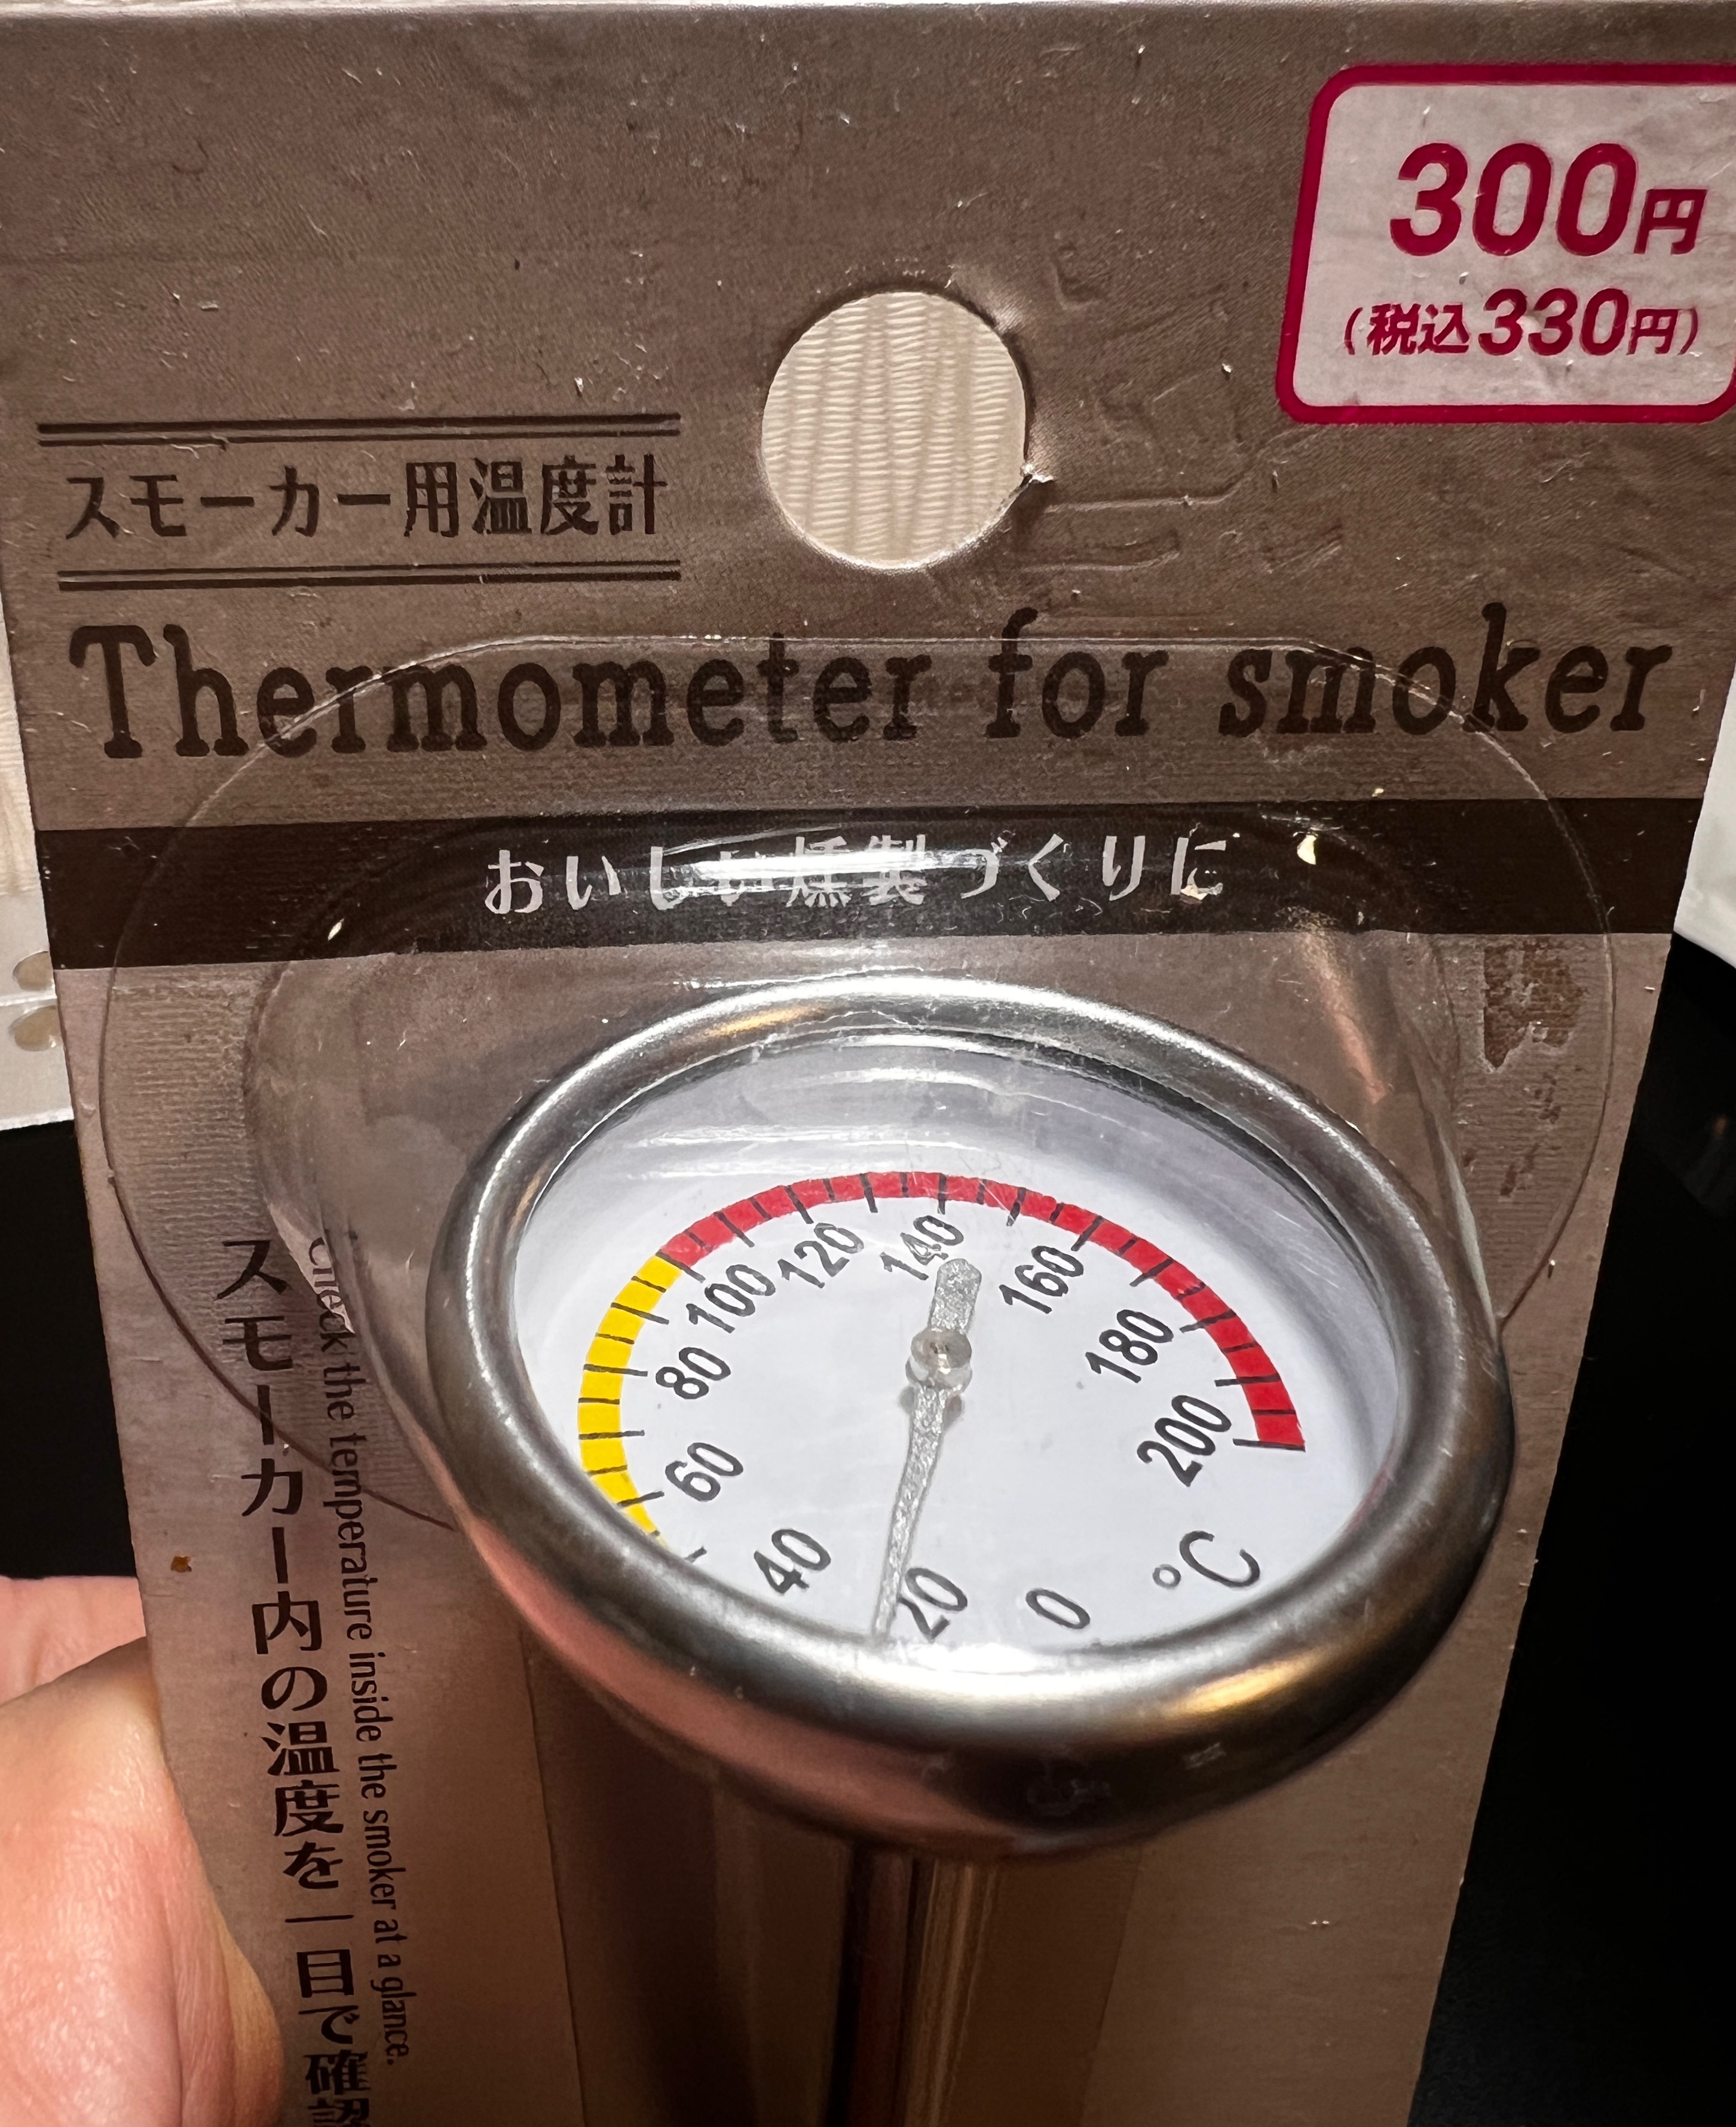 300円
(税込330円)
スモーカー用温度計
Thermometer for smoker
おいしい燻製づくりに
スモーカー内の温度を一目で確認
Check the temperature inside the smoker at a glance.
0
20
40
60
80
100
120
140
160
180
200
°C